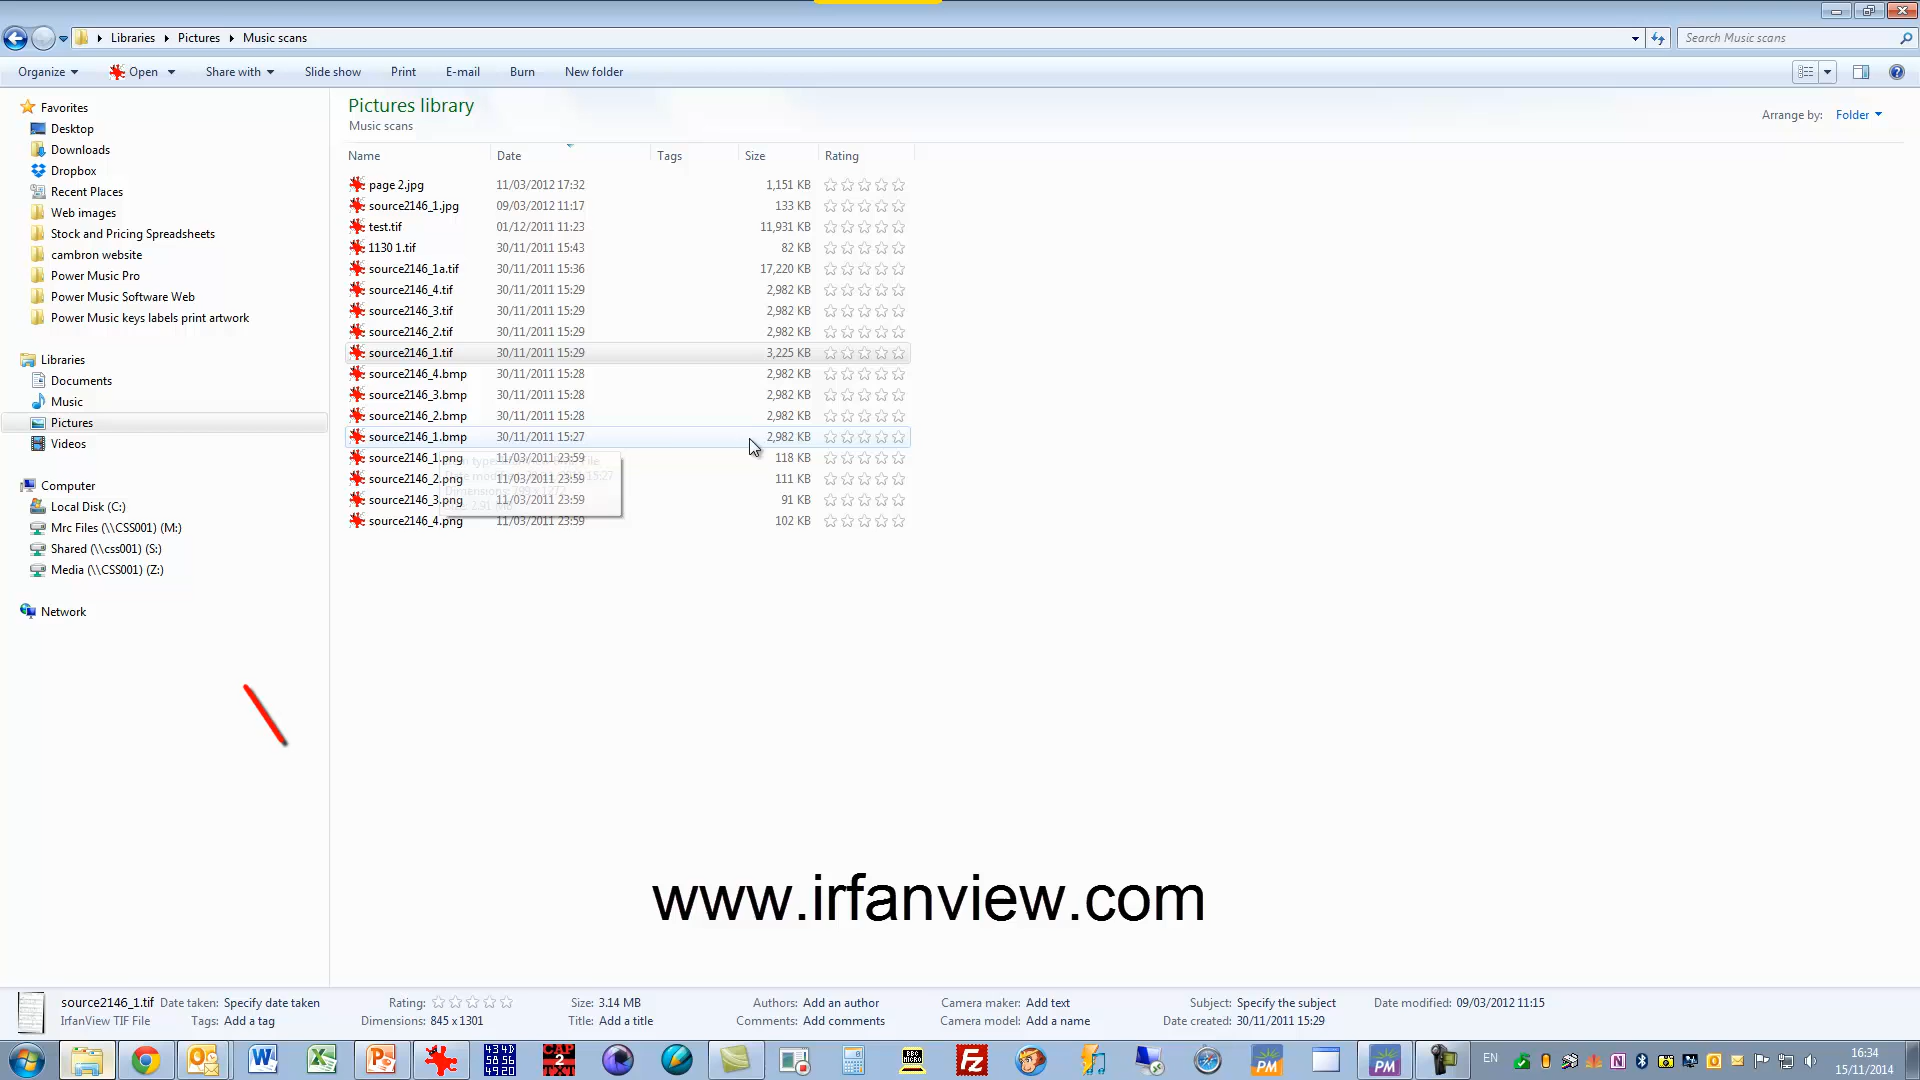 Libraries Pictures Music scans Search Music scans
Organize Open Share with Slide show Print E-mail Burn New folder
Favorites
Desktop
Downloads
Dropbox
Recent Places
Web images
Stock and Pricing Spreadsheets
cambron website
Power Music Pro
Power Music Software Web
Power Music keys labels print artwork
Libraries
Documents
Music
Pictures
Videos
Computer
Local Disk (C:)
Mrc Files (\\CSS001) (M:)
Shared (\\css001) (S:)
Media (\\CSS001) (Z:)
Network
Pictures library
Music scans
Arrange by: Folder
Name Date Tags Size Rating
page 2.jpg 11/03/2012 17:32 1,151 KB
source2146_1.jpg 09/03/2012 11:17 133 KB
test.tif 01/12/2011 11:23 11,931 KB
1130 1.tif 30/11/2011 15:43 82 KB
source2146_1a.tif 30/11/2011 15:36 17,220 KB
source2146_4.tif 30/11/2011 15:29 2,982 KB
source2146_3.tif 30/11/2011 15:29 2,982 KB
source2146_2.tif 30/11/2011 15:29 2,982 KB
source2146_1.tif 30/11/2011 15:29 3,225 KB
source2146_4.bmp 30/11/2011 15:28 2,982 KB
source2146_3.bmp 30/11/2011 15:28 2,982 KB
source2146_2.bmp 30/11/2011 15:28 2,982 KB
source2146_1.bmp 30/11/2011 15:27 2,982 KB
source2146_1.png 11/03/2011 23:59 118 KB
source2146_2.png 11/03/2011 23:59 111 KB
source2146_3.png 11/03/2011 23:59 91 KB
source2146_4.png 11/03/2011 23:59 102 KB
www.irfanview.com
source2146_1.tif Date taken: Specify date taken Rating: Size: 3.14 MB Authors: Add an author Camera maker: Add text Subject: Specify the subject Date modified: 09/03/2012 11:15
IrfanView TIF File Tags: Add a tag Dimensions: 845 x 1301 Title: Add a title Comments: Add comments Camera model: Add a name Date created: 30/11/2011 15:29
434D
5856
4920
CAP
2
TXT
BBC
MICRO
PM
PM
EN
16:34
15/11/2014